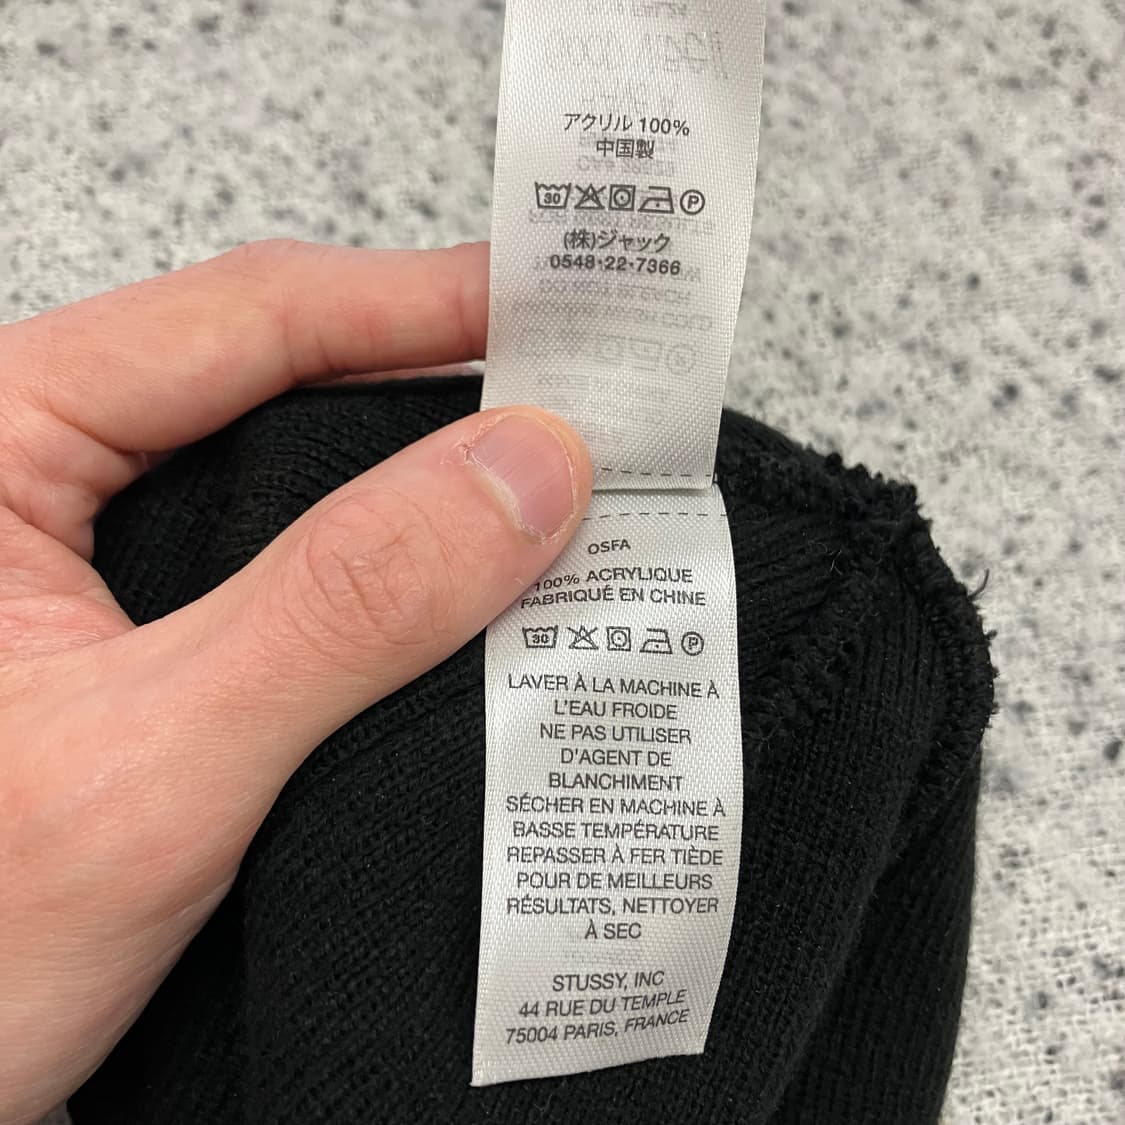 アクリル 100%
中国製
30 P
(株)ジャック
0548-22-7366
OSFA
100% ACRYLIQUE
FABRIQUÉ EN CHINE
30 P
LAVER À LA MACHINE À
L'EAU FROIDE
NE PAS UTILISER
D'AGENT DE
BLANCHIMENT
SÉCHER EN MACHINE À
BASSE TEMPÉRATURE
REPASSER À FER TIÈDE
POUR DE MEILLEURS
RÉSULTATS, NETTOYER
À SEC
STUSSY, INC
44 RUE DU TEMPLE
75004 PARIS, FRANCE